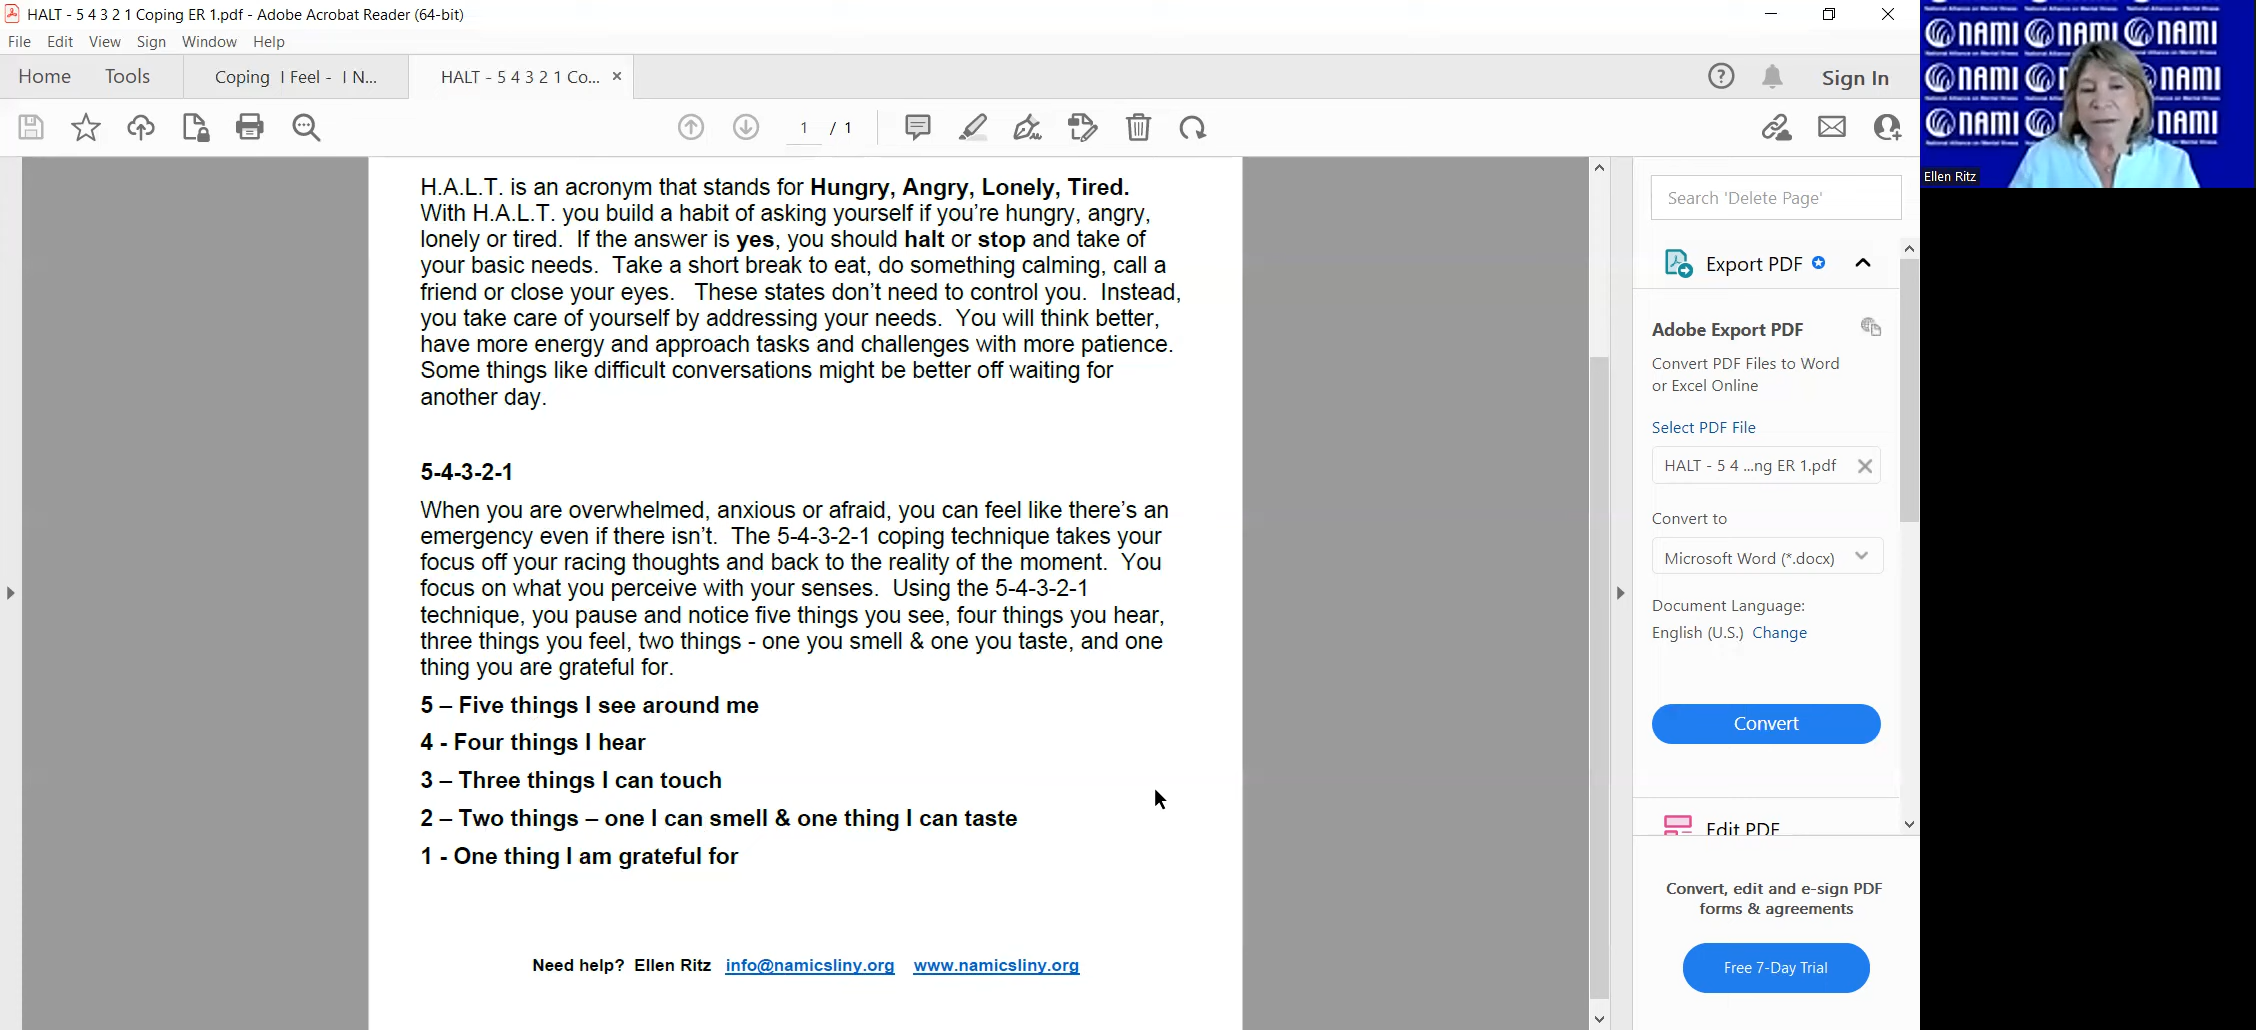 HALT - 5 4 3 2 1 Coping ER 1.pdf - Adobe Acrobat Reader (64-bit)
File Edit View Sign Window Help
Home Tools Coping I Feel - I N... HALT - 5 4 3 2 1 Co... ×
Sign In
1 / 1
H.A.L.T. is an acronym that stands for Hungry, Angry, Lonely, Tired.
With H.A.L.T. you build a habit of asking yourself if you're hungry, angry,
lonely or tired. If the answer is yes, you should halt or stop and take of
your basic needs. Take a short break to eat, do something calming, call a
friend or close your eyes. These states don't need to control you. Instead,
you take care of yourself by addressing your needs. You will think better,
have more energy and approach tasks and challenges with more patience.
Some things like difficult conversations might be better off waiting for
another day.
5-4-3-2-1
When you are overwhelmed, anxious or afraid, you can feel like there's an
emergency even if there isn't. The 5-4-3-2-1 coping technique takes your
focus off your racing thoughts and back to the reality of the moment. You
focus on what you perceive with your senses. Using the 5-4-3-2-1
technique, you pause and notice five things you see, four things you hear,
three things you feel, two things - one you smell & one you taste, and one
thing you are grateful for.
5 – Five things I see around me
4 - Four things I hear
3 – Three things I can touch
2 – Two things – one I can smell & one thing I can taste
1 - One thing I am grateful for
Need help? Ellen Ritz info@namicsliny.org www.namicsliny.org
Search 'Delete Page'
Export PDF
Adobe Export PDF
Convert PDF Files to Word
or Excel Online
Select PDF File
HALT - 5 4 ...ng ER 1.pdf
Convert to
Microsoft Word (*.docx)
Document Language:
English (U.S.) Change
Convert
Edit PDF
Convert, edit and e-sign PDF
forms & agreements
Free 7-Day Trial
nami nami nami
nami nami
nami nami
Ellen Ritz